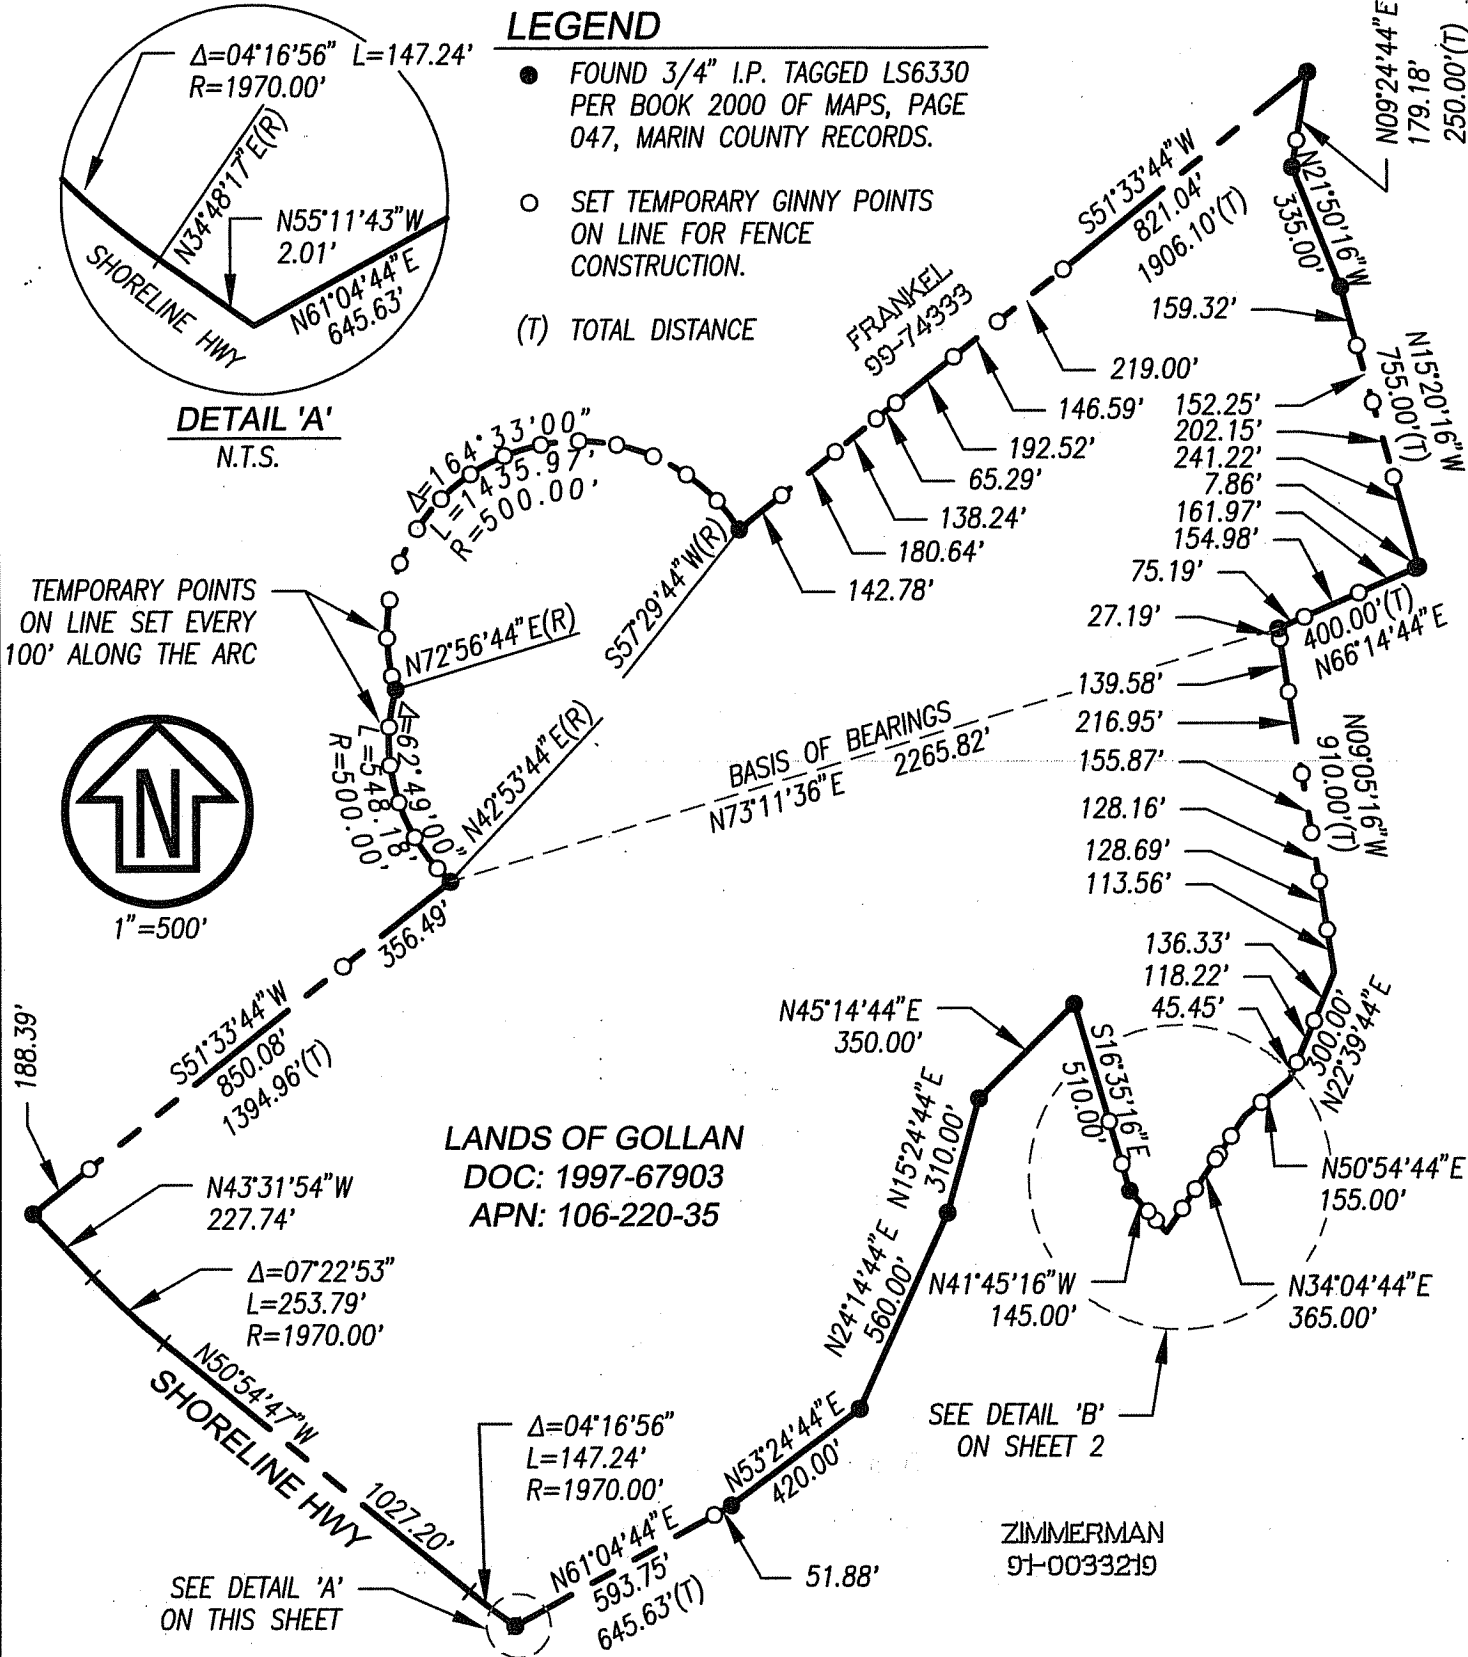 LEGEND
FOUND 3/4" I.P. TAGGED LS6330
PER BOOK 2000 OF MAPS, PAGE
047, MARIN COUNTY RECORDS.
SET TEMPORARY GINNY POINTS
ON LINE FOR FENCE
CONSTRUCTION.
(T) TOTAL DISTANCE
Δ=04°16'56" L=147.24'
R=1970.00'
N34°48'17"E(R)
N55°11'43"W
2.01'
SHORELINE HWY
N61°04'44"E
645.63'
DETAIL 'A'
N.T.S.
N09°24'44"E
179.18'
250.00'(T)
S51°33'44"W
821.04'
1906.10'(T)
N21°50'16"W
335.00'
FRANKEL
99-74333
159.32'
N15°20'16"W
755.00'(T)
219.00'
146.59'
192.52'
65.29'
138.24'
180.64'
142.78'
152.25'
202.15'
241.22'
7.86'
161.97'
154.98'
75.19'
27.19'
400.00'(T)
N66°14'44"E
Δ=164°33'00"
L=1435.97'
R=500.00'
S57°29'44"W(R)
TEMPORARY POINTS
ON LINE SET EVERY
100' ALONG THE ARC
N72°56'44"E(R)
Δ=62°49'00"
L=548.18'
R=500.00'
N42°53'44"E(R)
BASIS OF BEARINGS
N73°11'36"E 2265.82'
139.58'
216.95'
155.87'
128.16'
128.69'
113.56'
N09°05'16"W
910.00'(T)
N
1"=500'
356.49'
136.33'
118.22'
45.45'
300.00'
N22°39'44"E
188.39'
S51°33'44"W
850.08'
1394.96'(T)
N45°14'44"E
350.00'
S16°35'16"E
510.00'
N15°24'44"E
310.00'
LANDS OF GOLLAN
DOC: 1997-67903
APN: 106-220-35
N50°54'44"E
155.00'
N43°31'54"W
227.74'
Δ=07°22'53"
L=253.79'
R=1970.00'
N24°14'44"E
560.00'
N41°45'16"W
145.00'
N34°04'44"E
365.00'
N50°54'47"W
1027.20'
SHORELINE HWY
SEE DETAIL 'B'
ON SHEET 2
Δ=04°16'56"
L=147.24'
R=1970.00'
N53°24'44"E
420.00'
N61°04'44"E
593.75'
645.63'(T)
51.88'
ZIMMERMAN
91-0033219
SEE DETAIL 'A'
ON THIS SHEET